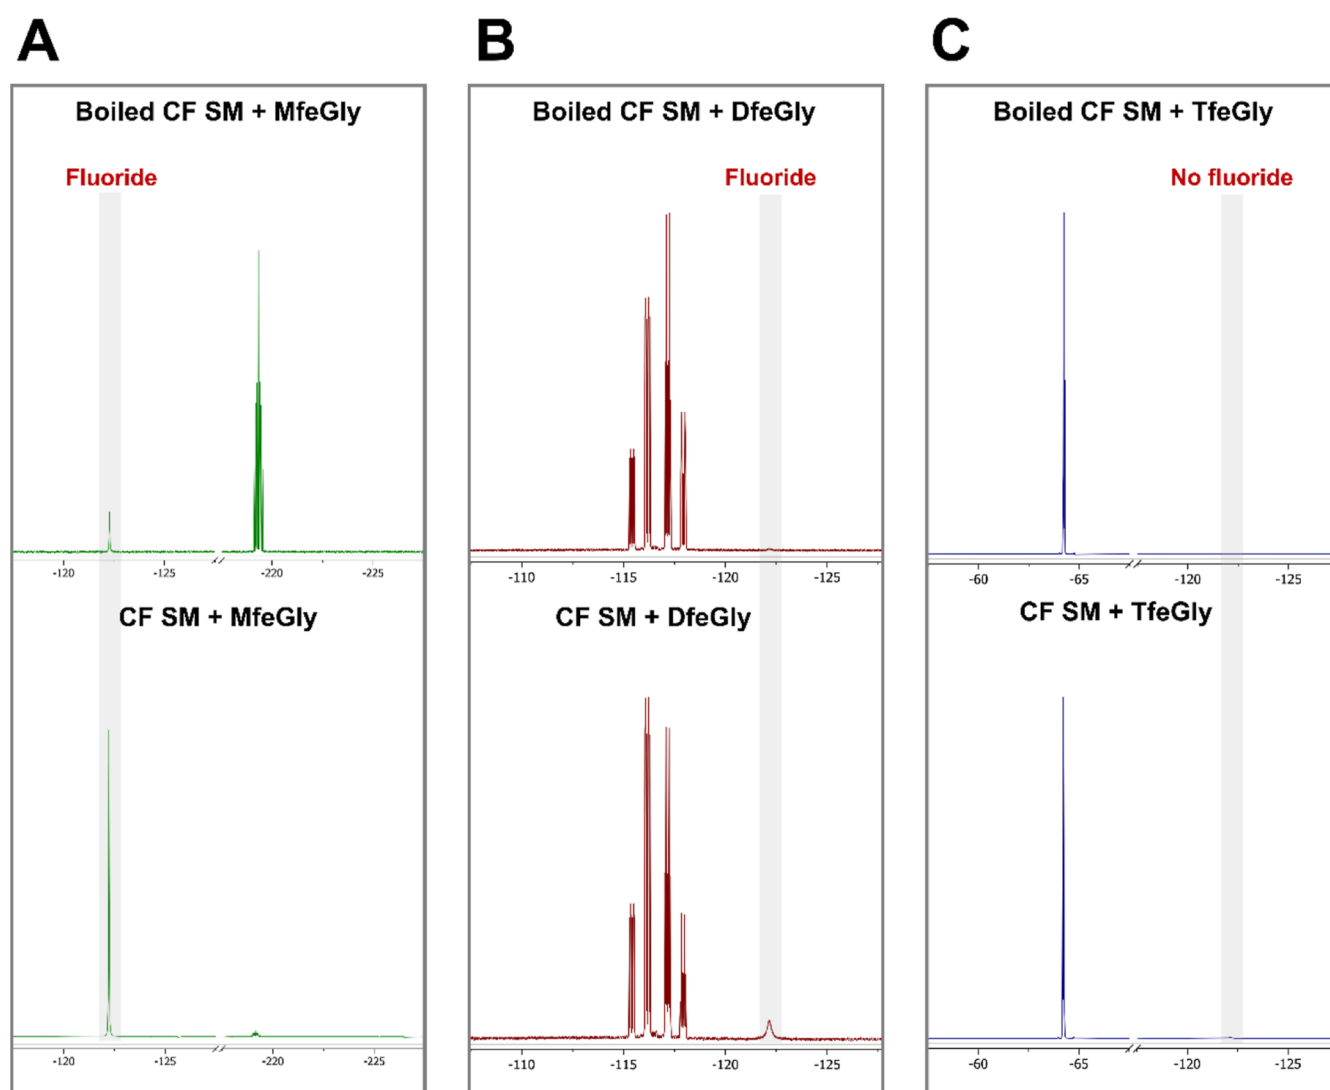 A
B
C
Boiled CF SM + MfeGly
Fluoride
-120 -125 -220 -225
CF SM + MfeGly
-120 -125 -220 -225
Boiled CF SM + DfeGly
Fluoride
-110 -115 -120 -125
CF SM + DfeGly
-110 -115 -120 -125
Boiled CF SM + TfeGly
No fluoride
-60 -65 -120 -125
CF SM + TfeGly
-60 -65 -120 -125